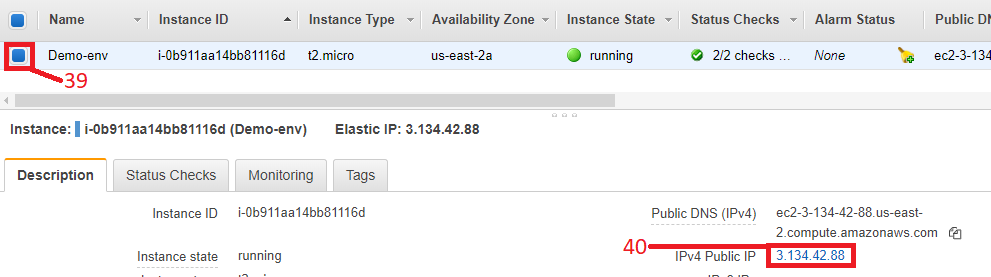 Name Instance ID Instance Type Availability Zone Instance State Status Checks Alarm Status Public DN
Demo-env i-0b911aa14bb81116d t2.micro us-east-2a running 2/2 checks ... None ec2-3-134
39
Instance: i-0b911aa14bb81116d (Demo-env) Elastic IP: 3.134.42.88
Description Status Checks Monitoring Tags
Instance ID i-0b911aa14bb81116d Public DNS (IPv4) ec2-3-134-42-88.us-east-
2.compute.amazonaws.com
40
Instance state running IPv4 Public IP 3.134.42.88